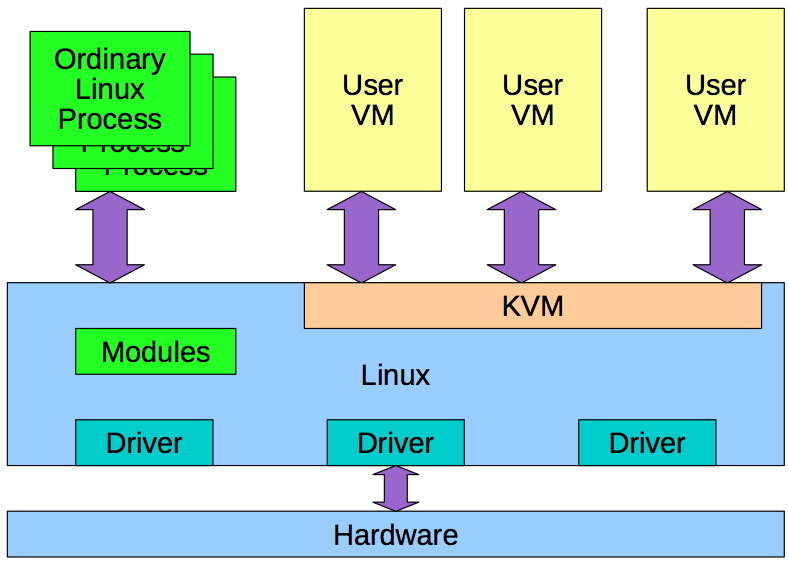 Ordinary
Linux
Process
Process
Process
User
VM
User
VM
User
VM
KVM
Modules
Linux
Driver
Driver
Driver
Hardware